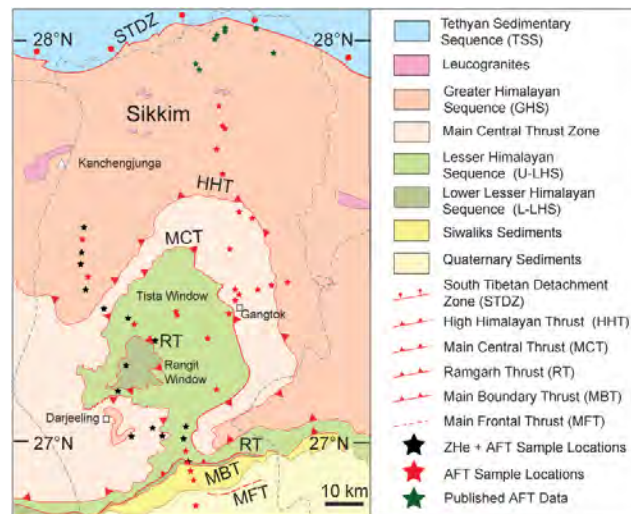 28°N
STDZ
28°N
Sikkim
Kanchengjunga
HHT
MCT
Tista Window
Gangtok
RT
Rangit
Window
Darjeeling
27°N
RT
27°N
MBT
MFT
10 km
Tethyan Sedimentary
Sequence (TSS)
Leucogranites
Greater Himalayan
Sequence (GHS)
Main Central Thrust Zone
Lesser Himalayan
Sequence (U-LHS)
Lower Lesser Himalayan
Sequence (L-LHS)
Siwaliks Sediments
Quaternary Sediments
South Tibetan Detachment
Zone (STDZ)
High Himalayan Thrust (HHT)
Main Central Thrust (MCT)
Ramgarh Thrust (RT)
Main Boundary Thrust (MBT)
Main Frontal Thrust (MFT)
ZHe + AFT Sample Locations
AFT Sample Locations
Published AFT Data